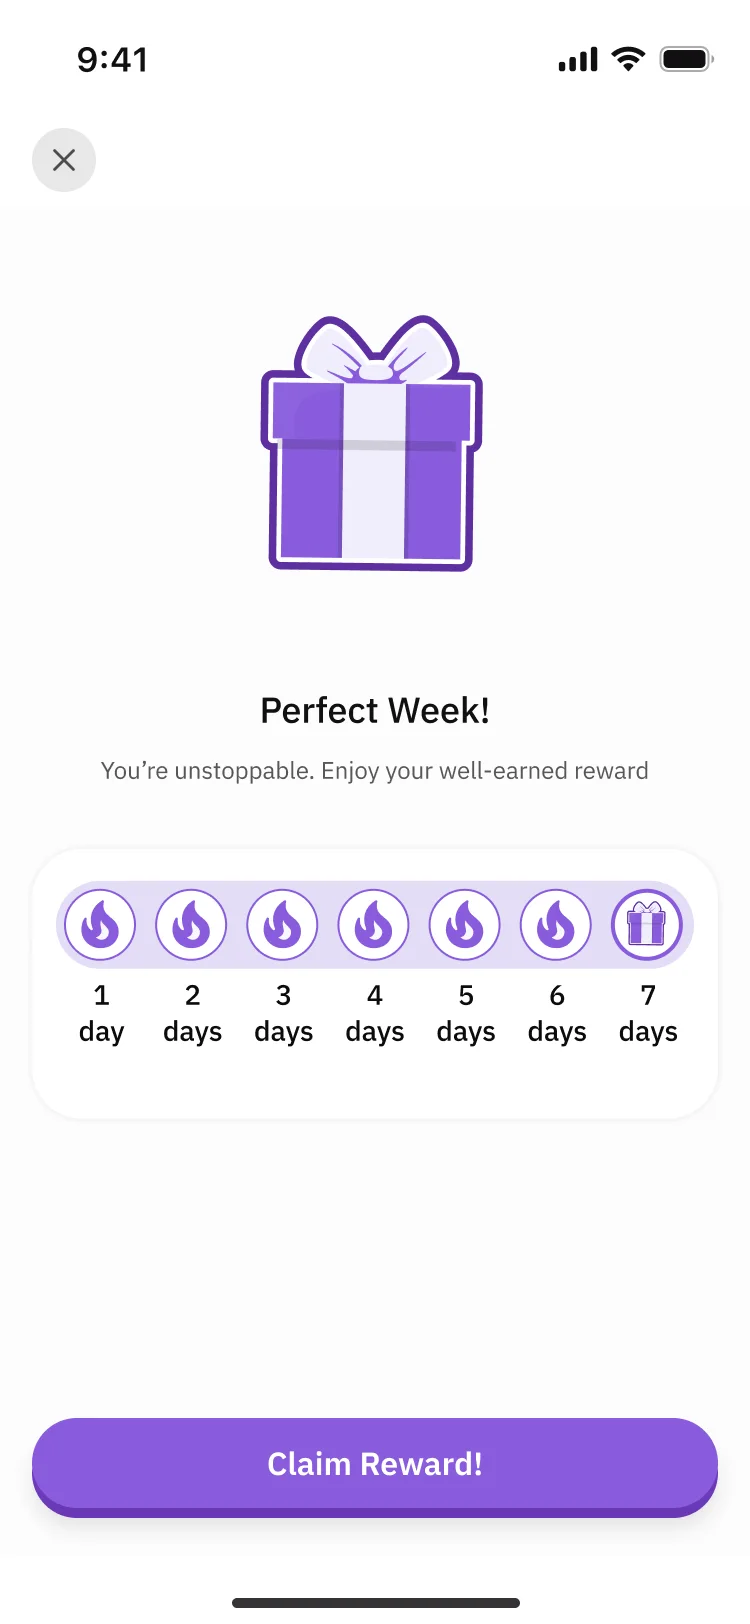 9:41
Perfect Week!
You’re unstoppable. Enjoy your well-earned reward
1 2 3 4 5 6 7
day days days days days days days
Claim Reward!